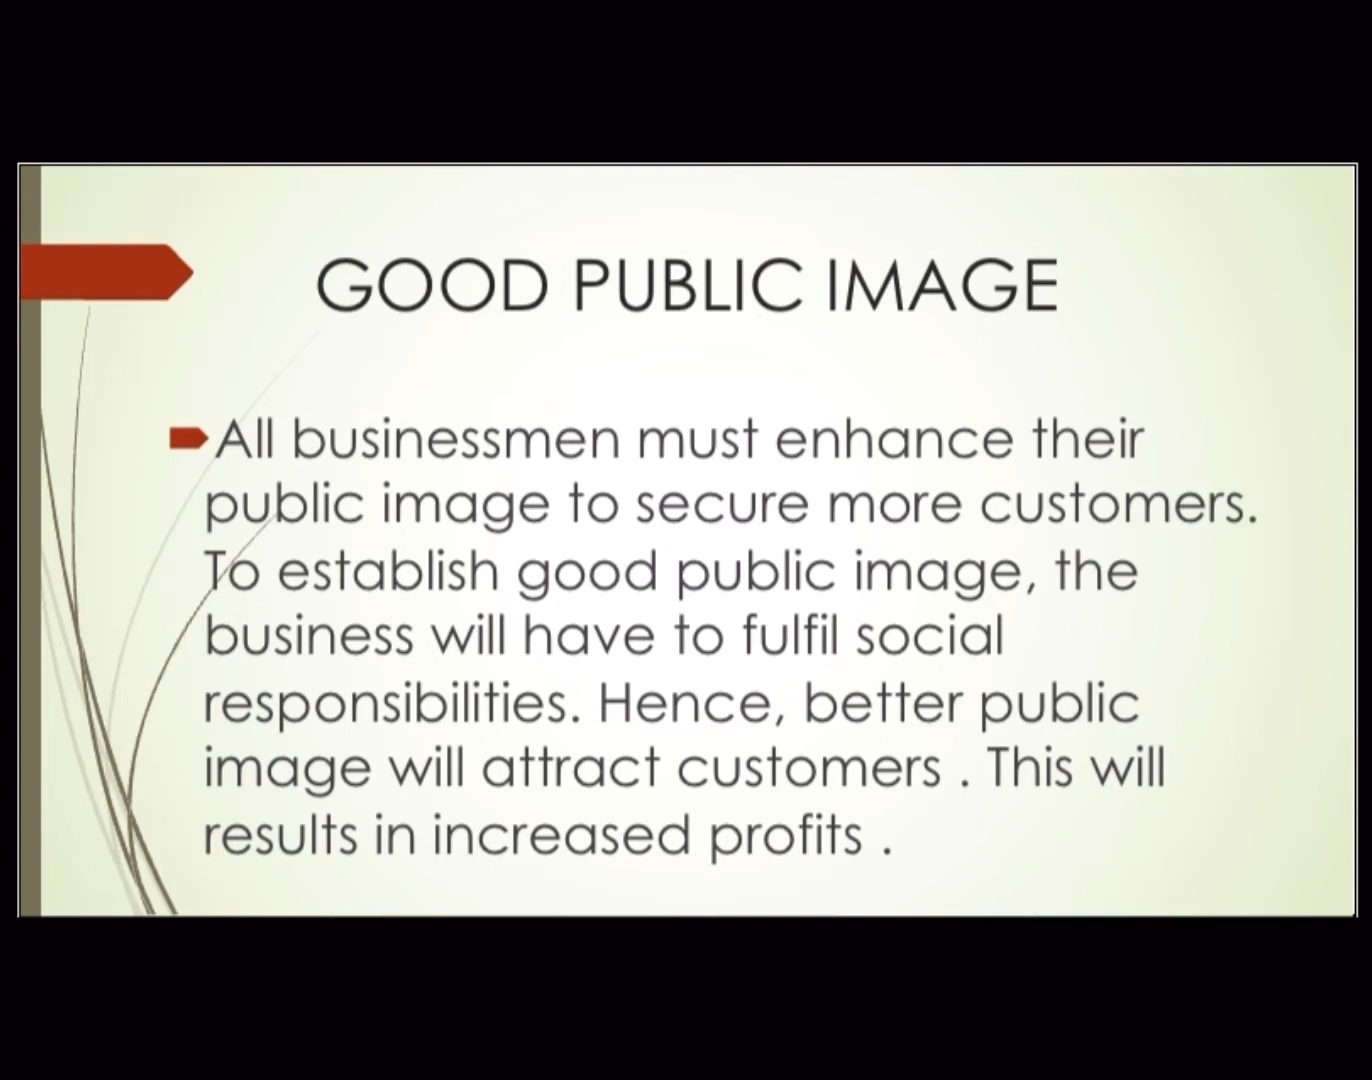 GOOD PUBLIC IMAGE
All businessmen must enhance their
public image to secure more customers.
To establish good public image, the
business will have to fulfil social
responsibilities. Hence, better public
image will attract customers . This will
results in increased profits .